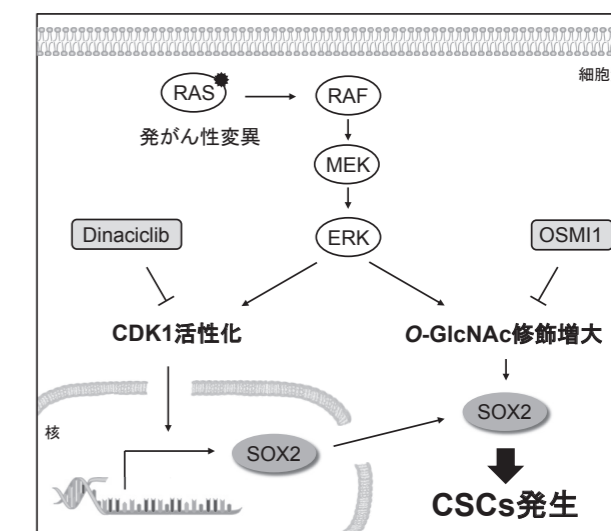 細胞
RAS
RAF
発がん性変異
MEK
Dinaciclib
ERK
OSMI1
CDK1活性化
O-GlcNAc修飾増大
核
SOX2
SOX2
CSCs発生